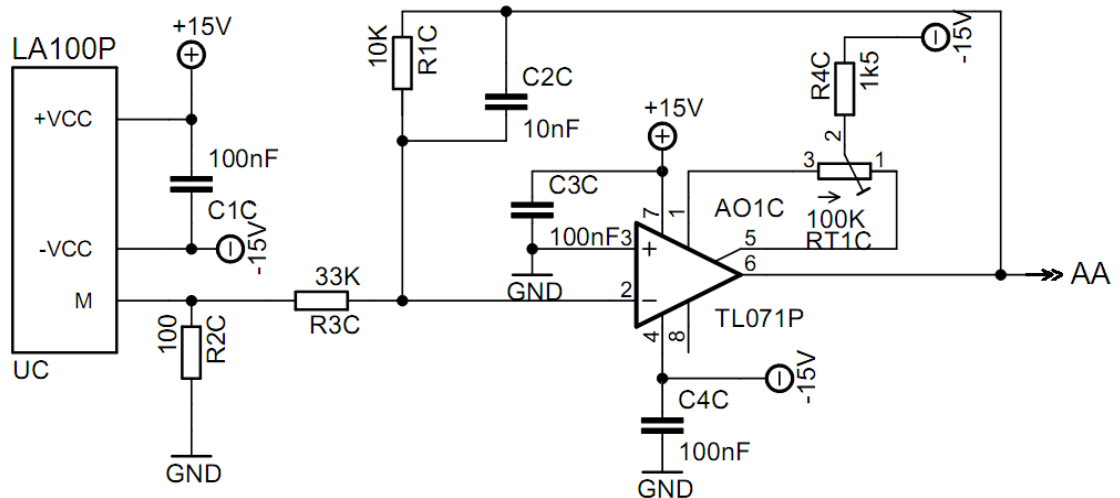 LA100P
+VCC
-VCC
M
UC
+15V
100nF
C1C
-15V
100
R2C
GND
33K
R3C
10K
R1C
C2C
10nF
C3C
100nF
GND
+15V
7
1
3
+
2
−
4
8
5
6
AO1C
TL071P
-15V
C4C
100nF
GND
R4C
1k5
-15V
2
3
1
100K
RT1C
AA